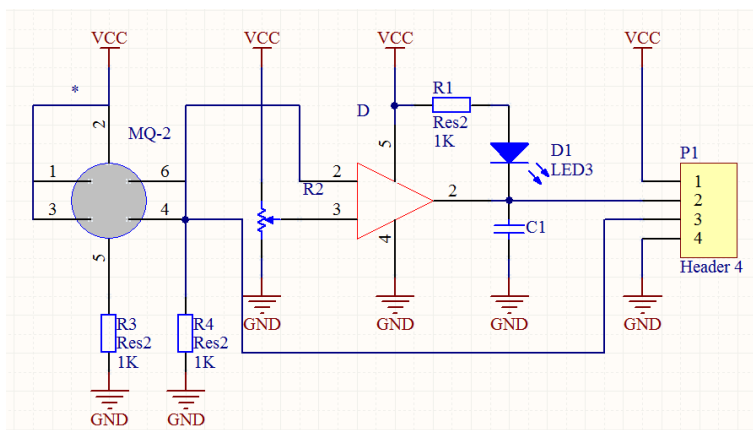 VCC
VCC
VCC
VCC
*
2
MQ-2
1
6
3
4
5
R3
Res2
1K
GND
R4
Res2
1K
GND
R2
GND
D
5
2
3
2
4
GND
R1
Res2
1K
D1
LED3
C1
GND
P1
1
2
3
4
Header 4
GND